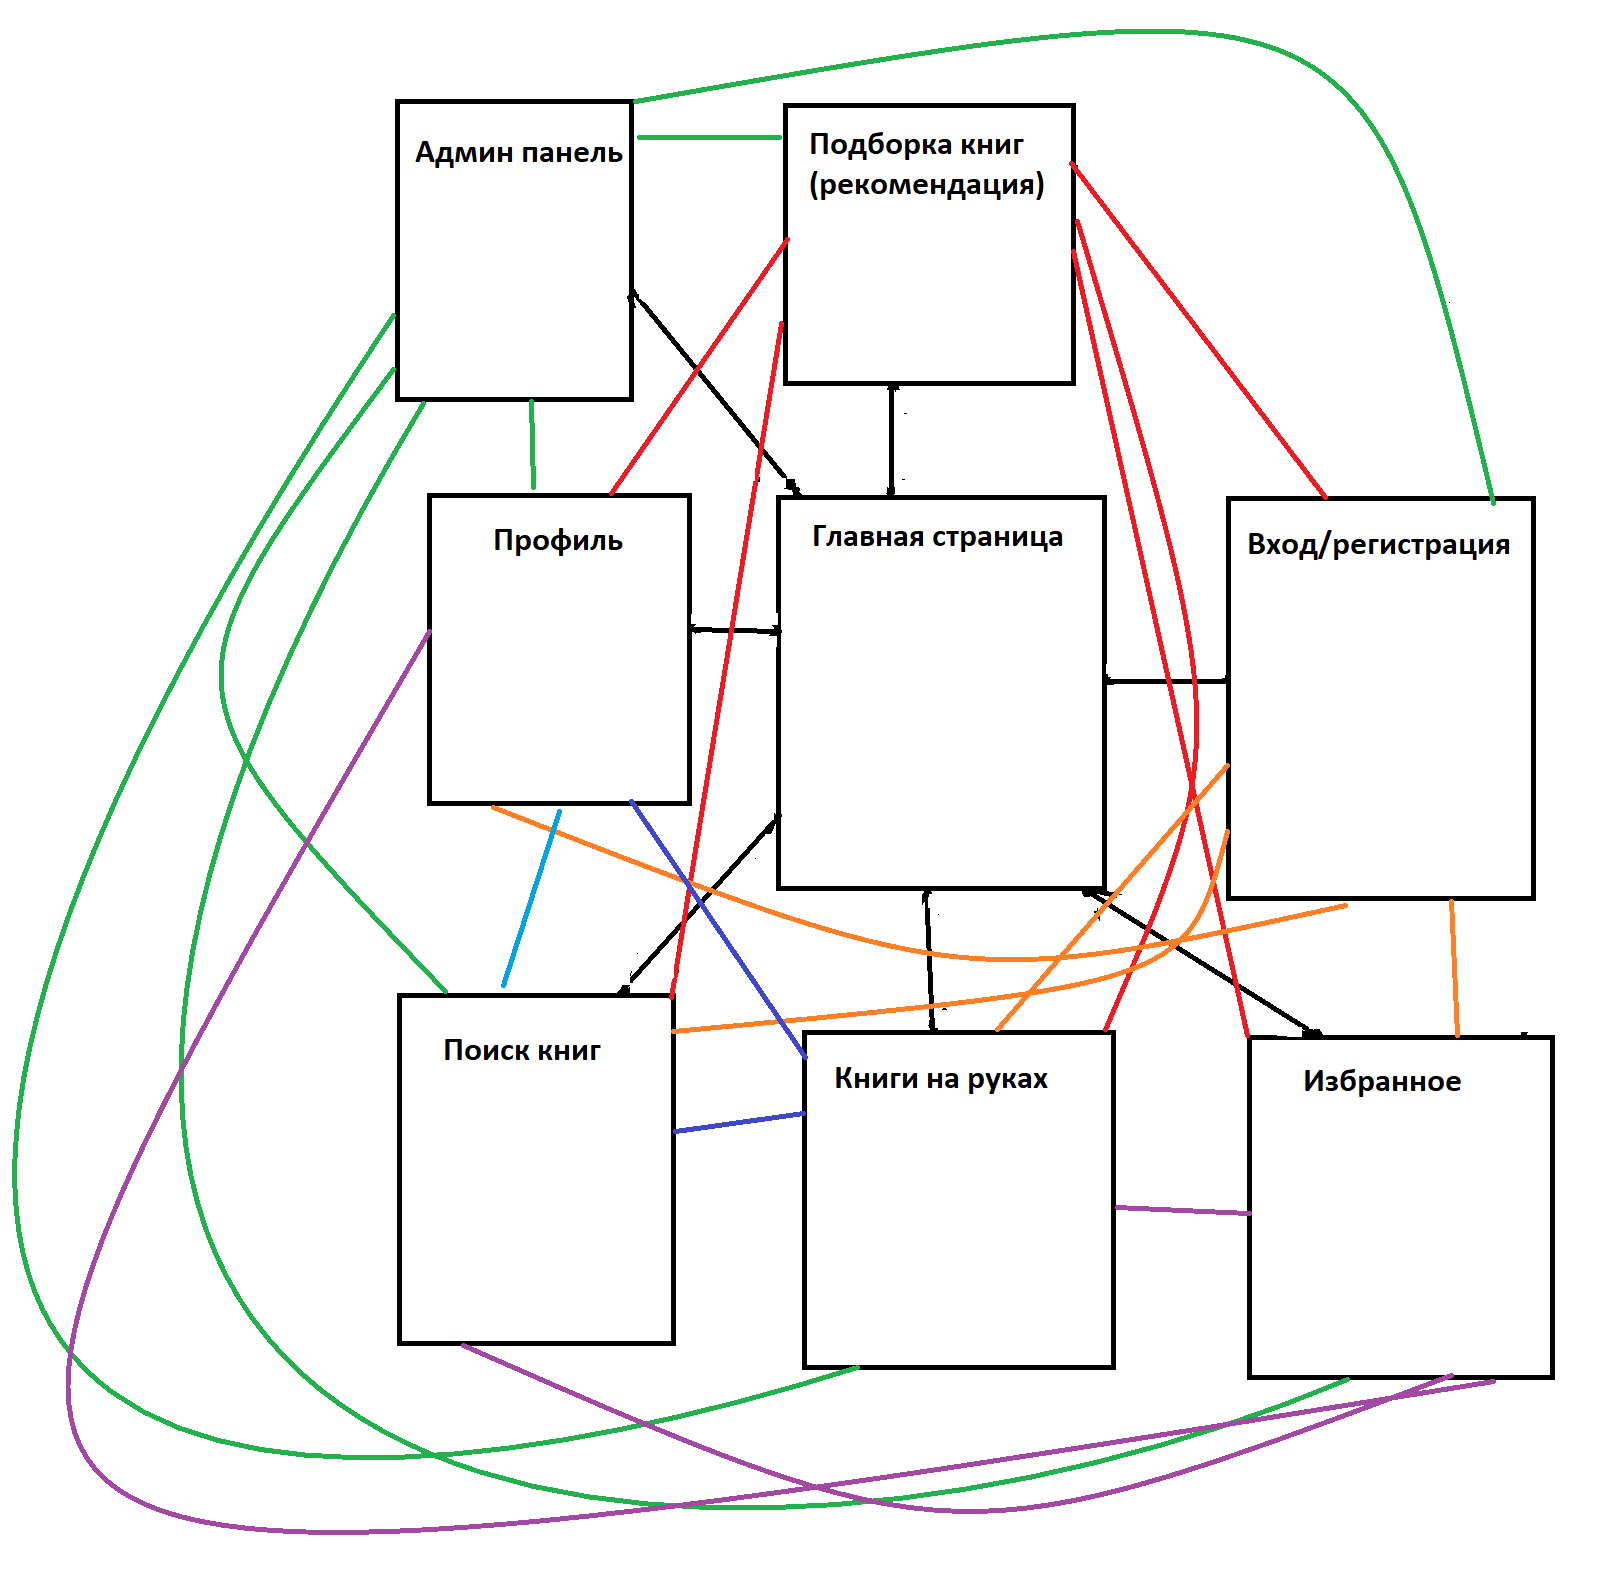 Админ панель
Подборка книг
(рекомендация)
Профиль
Главная страница
Вход/регистрация
Поиск книг
Книги на руках
Избранное